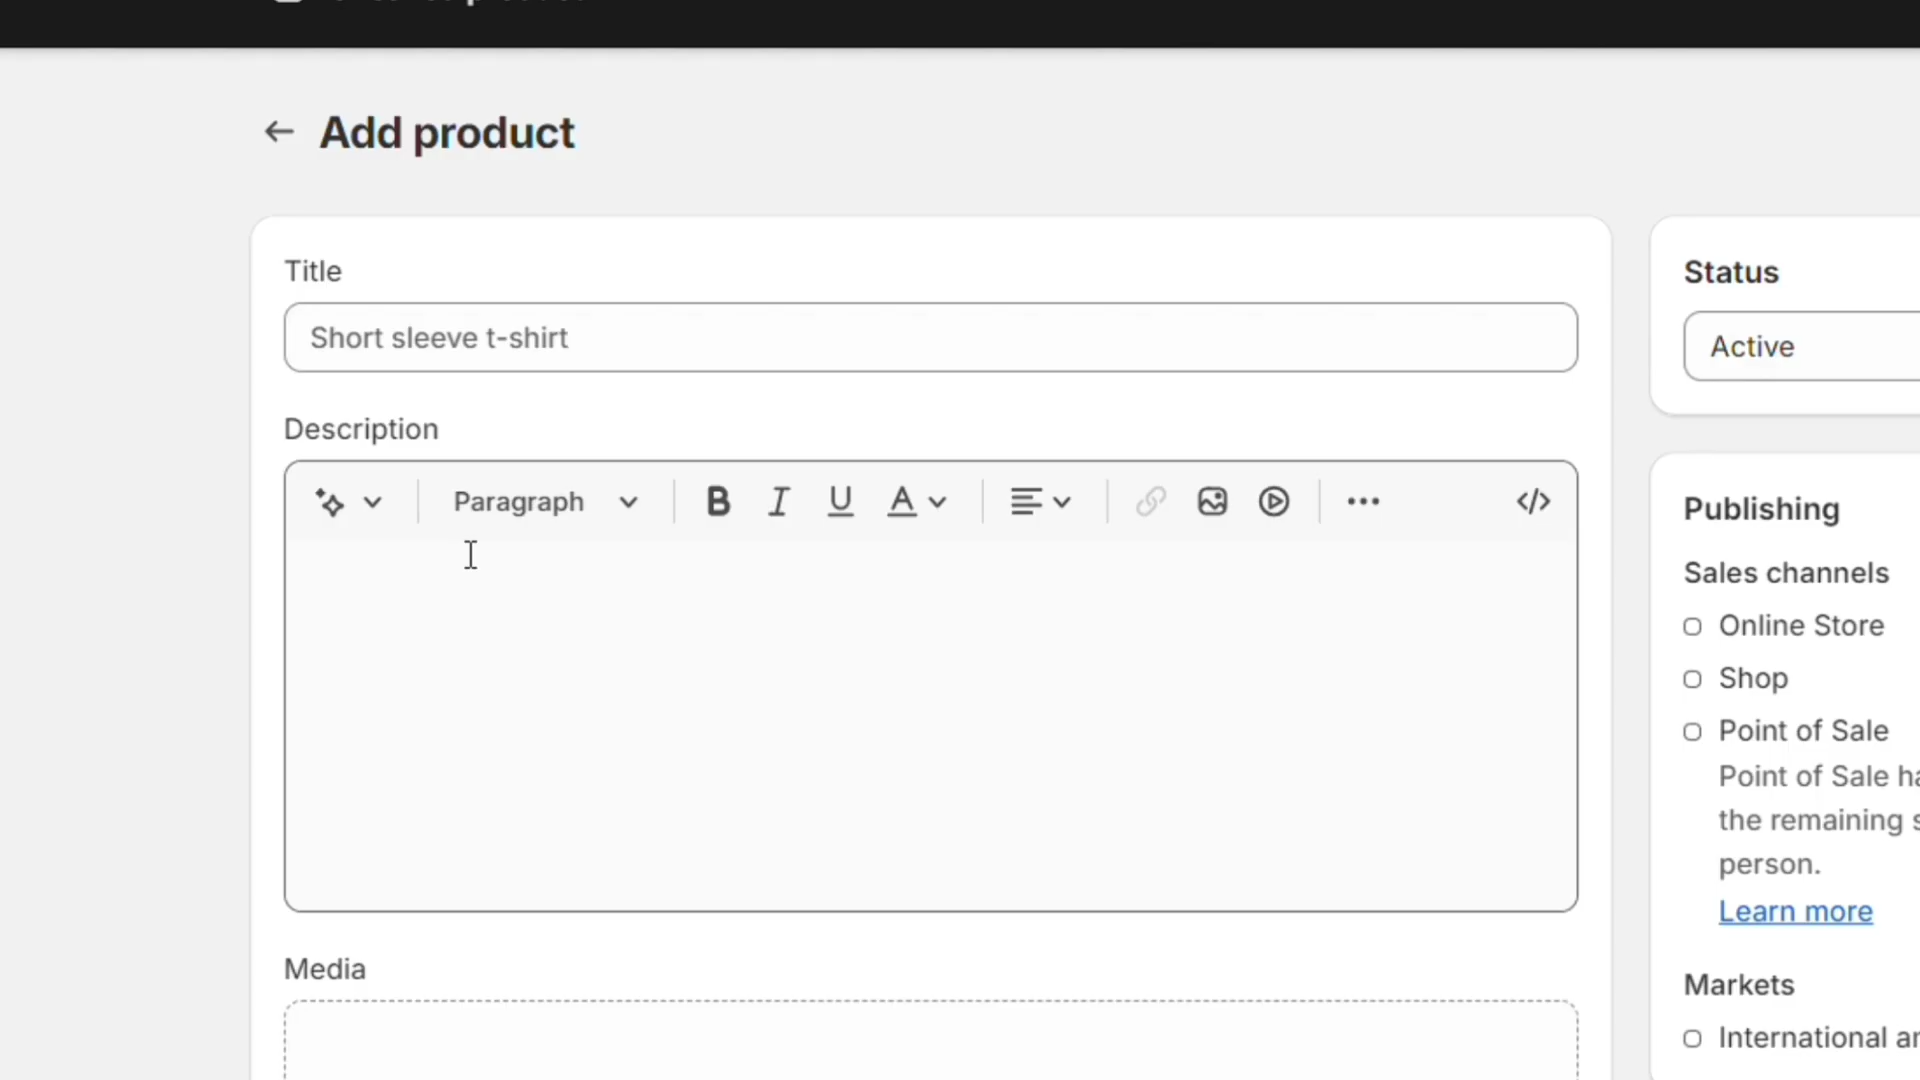 Add product
Title
Short sleeve t-shirt
Description
Paragraph
Media
Status
Active
Publishing
Sales channels
Online Store
Shop
Point of Sale
Point of Sale
the remaining
person.
Learn more
Markets
International